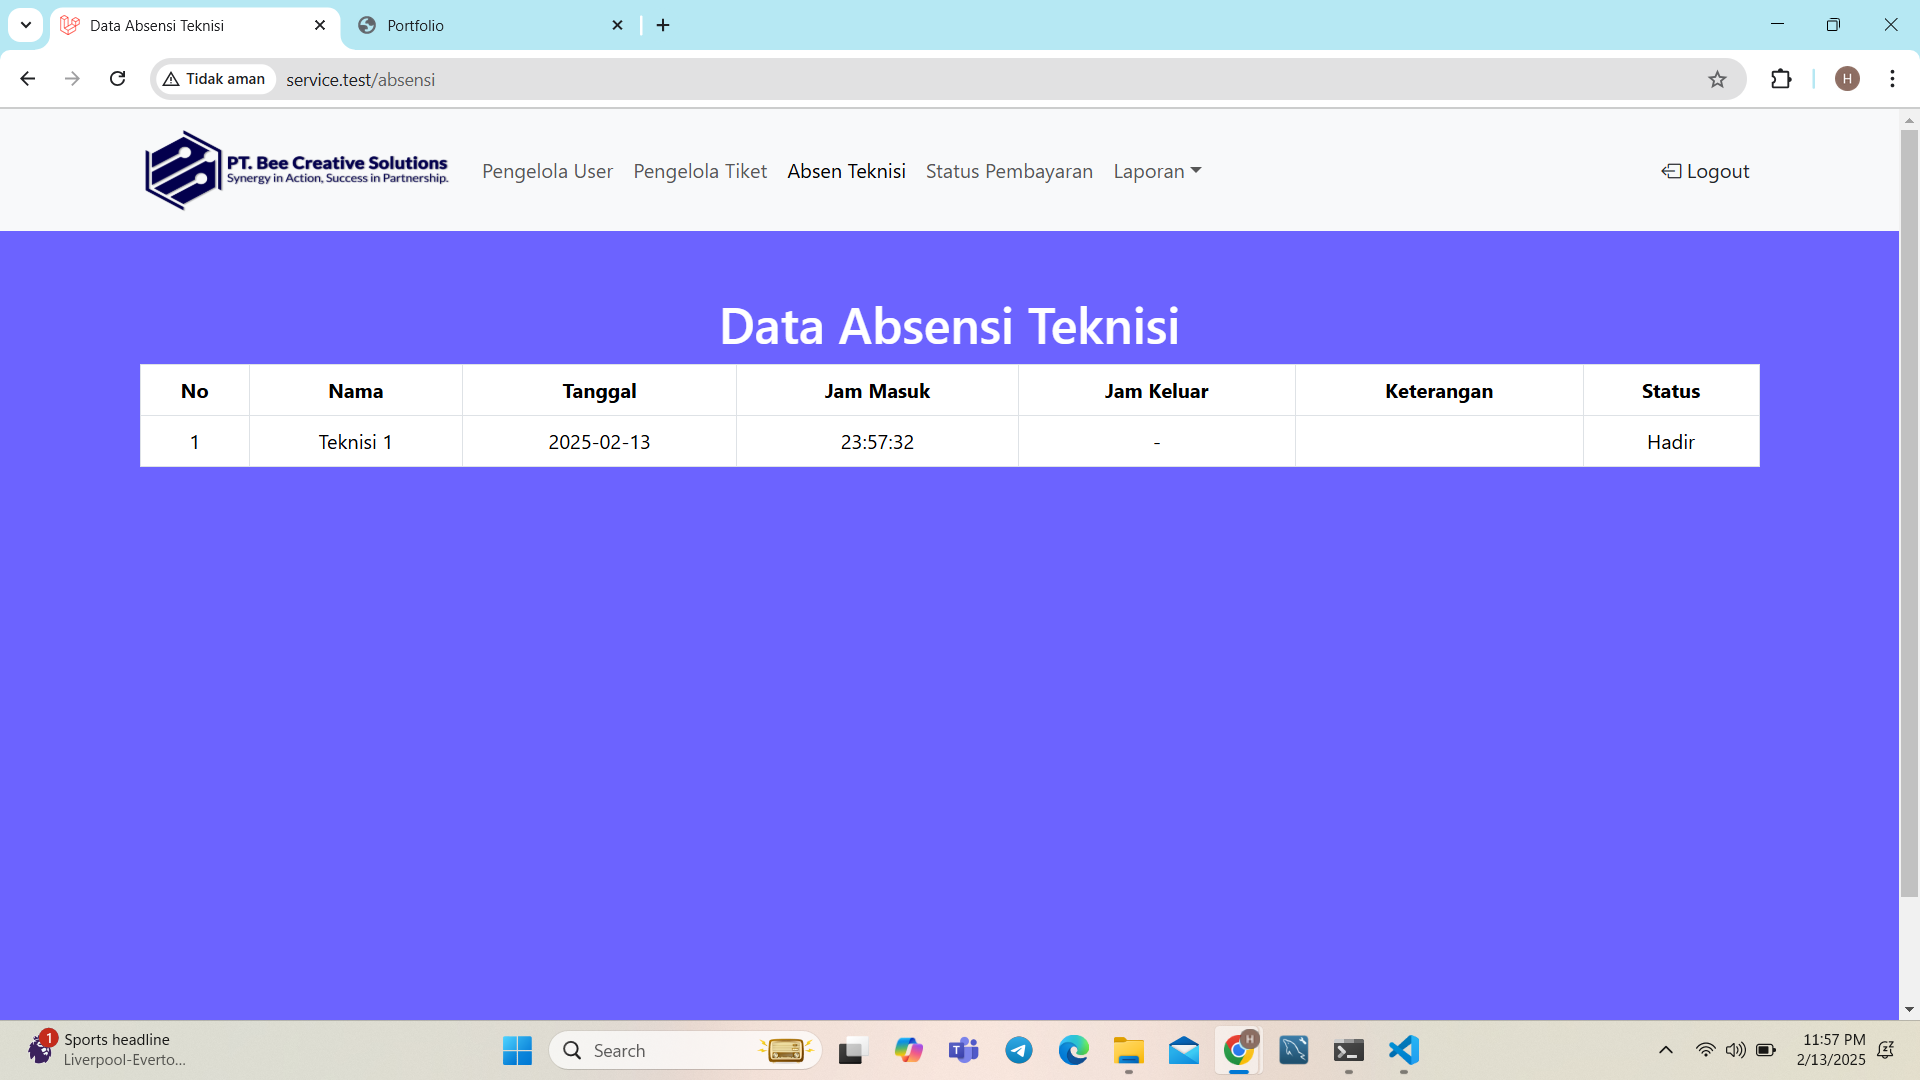 Data Absensi Teknisi
Portfolio
Tidak aman
service.test/absensi
H
PT. Bee Creative Solutions
Synergy in Action, Success in Partnership.
Pengelola User
Pengelola Tiket
Absen Teknisi
Status Pembayaran
Laporan
Logout
Data Absensi Teknisi
No Nama Tanggal Jam Masuk Jam Keluar Keterangan Status
1 Teknisi 1 2025-02-13 23:57:32 - Hadir
1
Sports headline
Liverpool-Everto...
Search
H
11:57 PM
2/13/2025